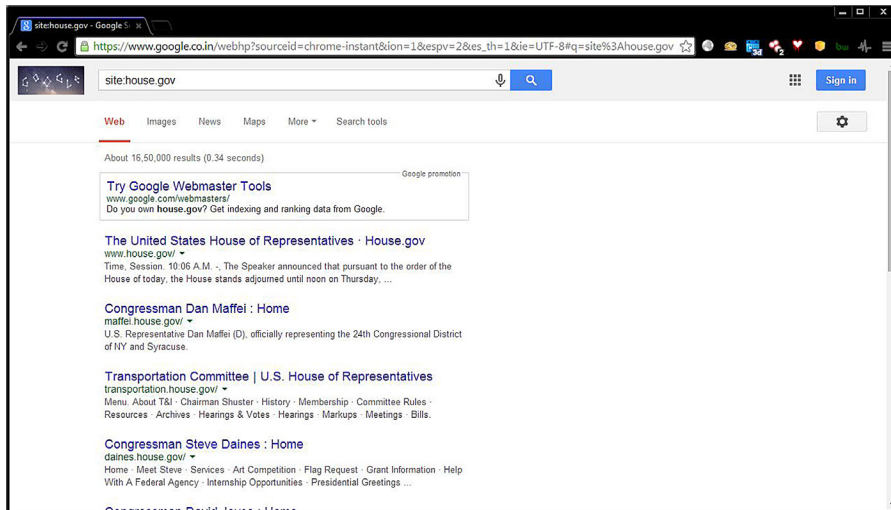 site:house.gov - Google S
https://www.google.co.in/webhp?sourceid=chrome-instant&ion=1&espv=2&es_th=1&ie=UTF-8#q=site%3Ahouse.gov
3d
2
bw
GOOGLE
site:house.gov
Sign in
Web Images News Maps More Search tools
About 16,50,000 results (0.34 seconds)
Google promotion
Try Google Webmaster Tools
www.google.com/webmasters/
Do you own house.gov? Get indexing and ranking data from Google.
The United States House of Representatives · House.gov
www.house.gov/
Time, Session. 10:06 A.M. -, The Speaker announced that pursuant to the order of the
House of today, the House stands adjourned until noon on Thursday, ...
Congressman Dan Maffei : Home
maffei.house.gov/
U.S. Representative Dan Maffei (D), officially representing the 24th Congressional District
of NY and Syracuse.
Transportation Committee | U.S. House of Representatives
transportation.house.gov/
Menu. About T&I · Chairman Shuster · History · Membership · Committee Rules ·
Resources · Archives · Hearings & Votes · Hearings · Markups · Meetings · Bills.
Congressman Steve Daines : Home
daines.house.gov/
Home · Meet Steve · Services · Art Competition · Flag Request · Grant Information · Help
With A Federal Agency · Internship Opportunities · Presidential Greetings ...